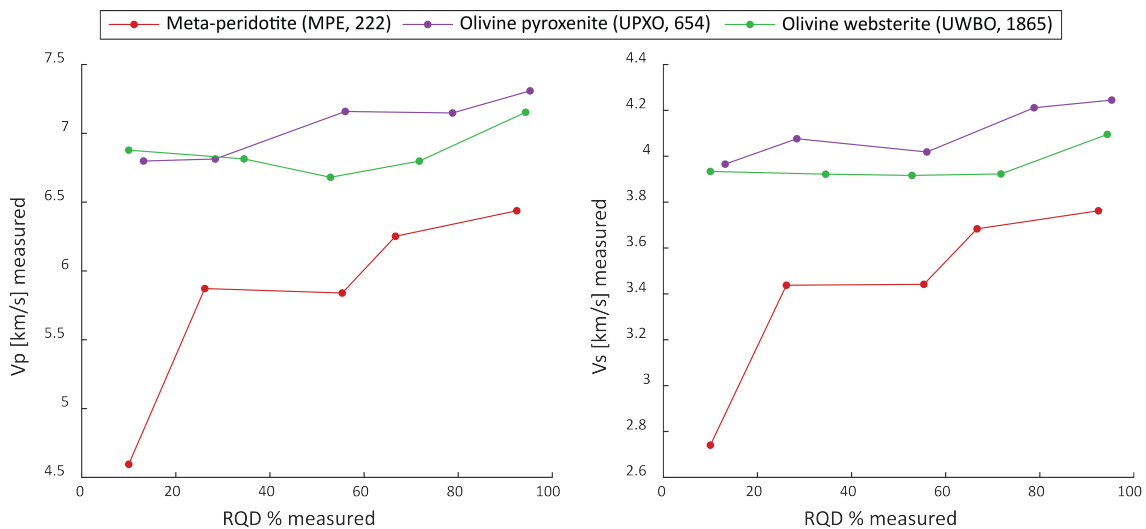 Meta-peridotite (MPE, 222) Olivine pyroxenite (UPXO, 654) Olivine websterite (UWBO, 1865)
Vp [km/s] measured
7.5
7
6.5
6
5.5
5
4.5
0 20 40 60 80 100
RQD % measured
Vs [km/s] measured
4.4
4.2
4
3.8
3.6
3.4
3.2
3
2.8
2.6
0 20 40 60 80 100
RQD % measured